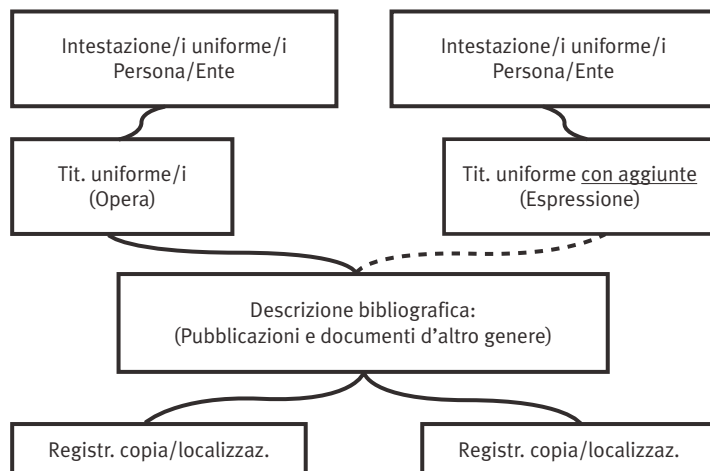 Intestazione/i uniforme/i
Persona/Ente
Intestazione/i uniforme/i
Persona/Ente
Tit. uniforme/i
(Opera)
Tit. uniforme con aggiunte
(Espressione)
Descrizione bibliografica:
(Pubblicazioni e documenti d’altro genere)
Registr. copia/localizzaz.
Registr. copia/localizzaz.